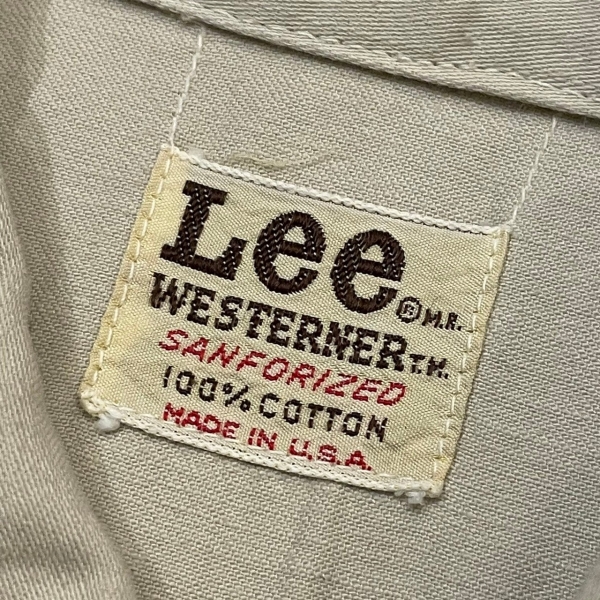 Lee ® M.R.
WESTERNER T.M.
SANFORIZED
100% COTTON
MADE IN U.S.A.